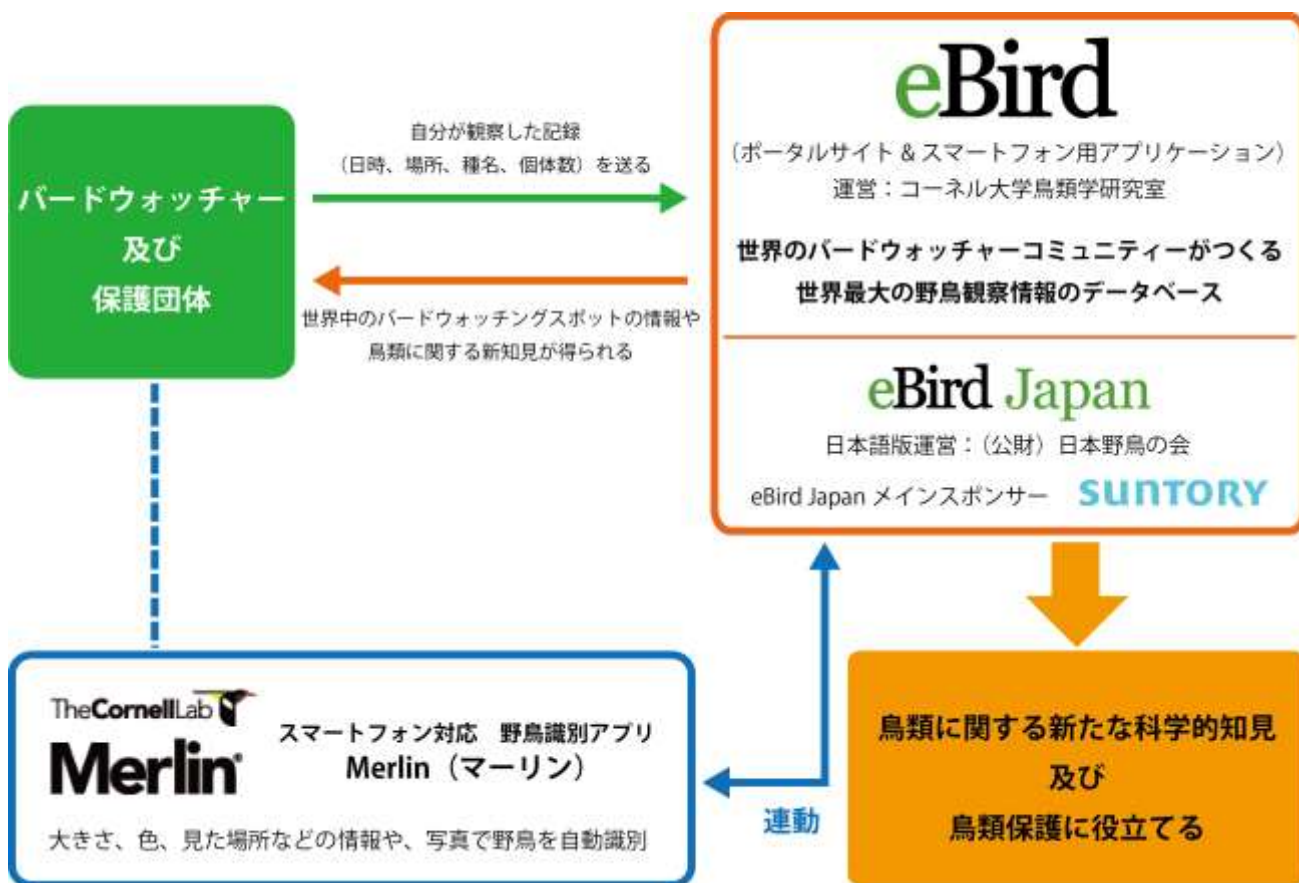 バードウォッチャー
及び
保護団体
自分が観察した記録
（日時、場所、種名、個体数）を送る
世界中のバードウォッチングスポットの情報や
鳥類に関する新知見が得られる
eBird
（ポータルサイト & スマートフォン用アプリケーション）
運営：コーネル大学鳥類学研究室
世界のバードウォッチャーコミュニティーがつくる
世界最大の野鳥観察情報のデータベース
eBird Japan
日本語版運営：（公財）日本野鳥の会
eBird Japan メインスポンサー SUNTORY
TheCornellLab
Merlin
スマートフォン対応　野鳥識別アプリ
Merlin（マーリン）
大きさ、色、見た場所などの情報や、写真で野鳥を自動識別
連動
鳥類に関する新たな科学的知見
及び
鳥類保護に役立てる